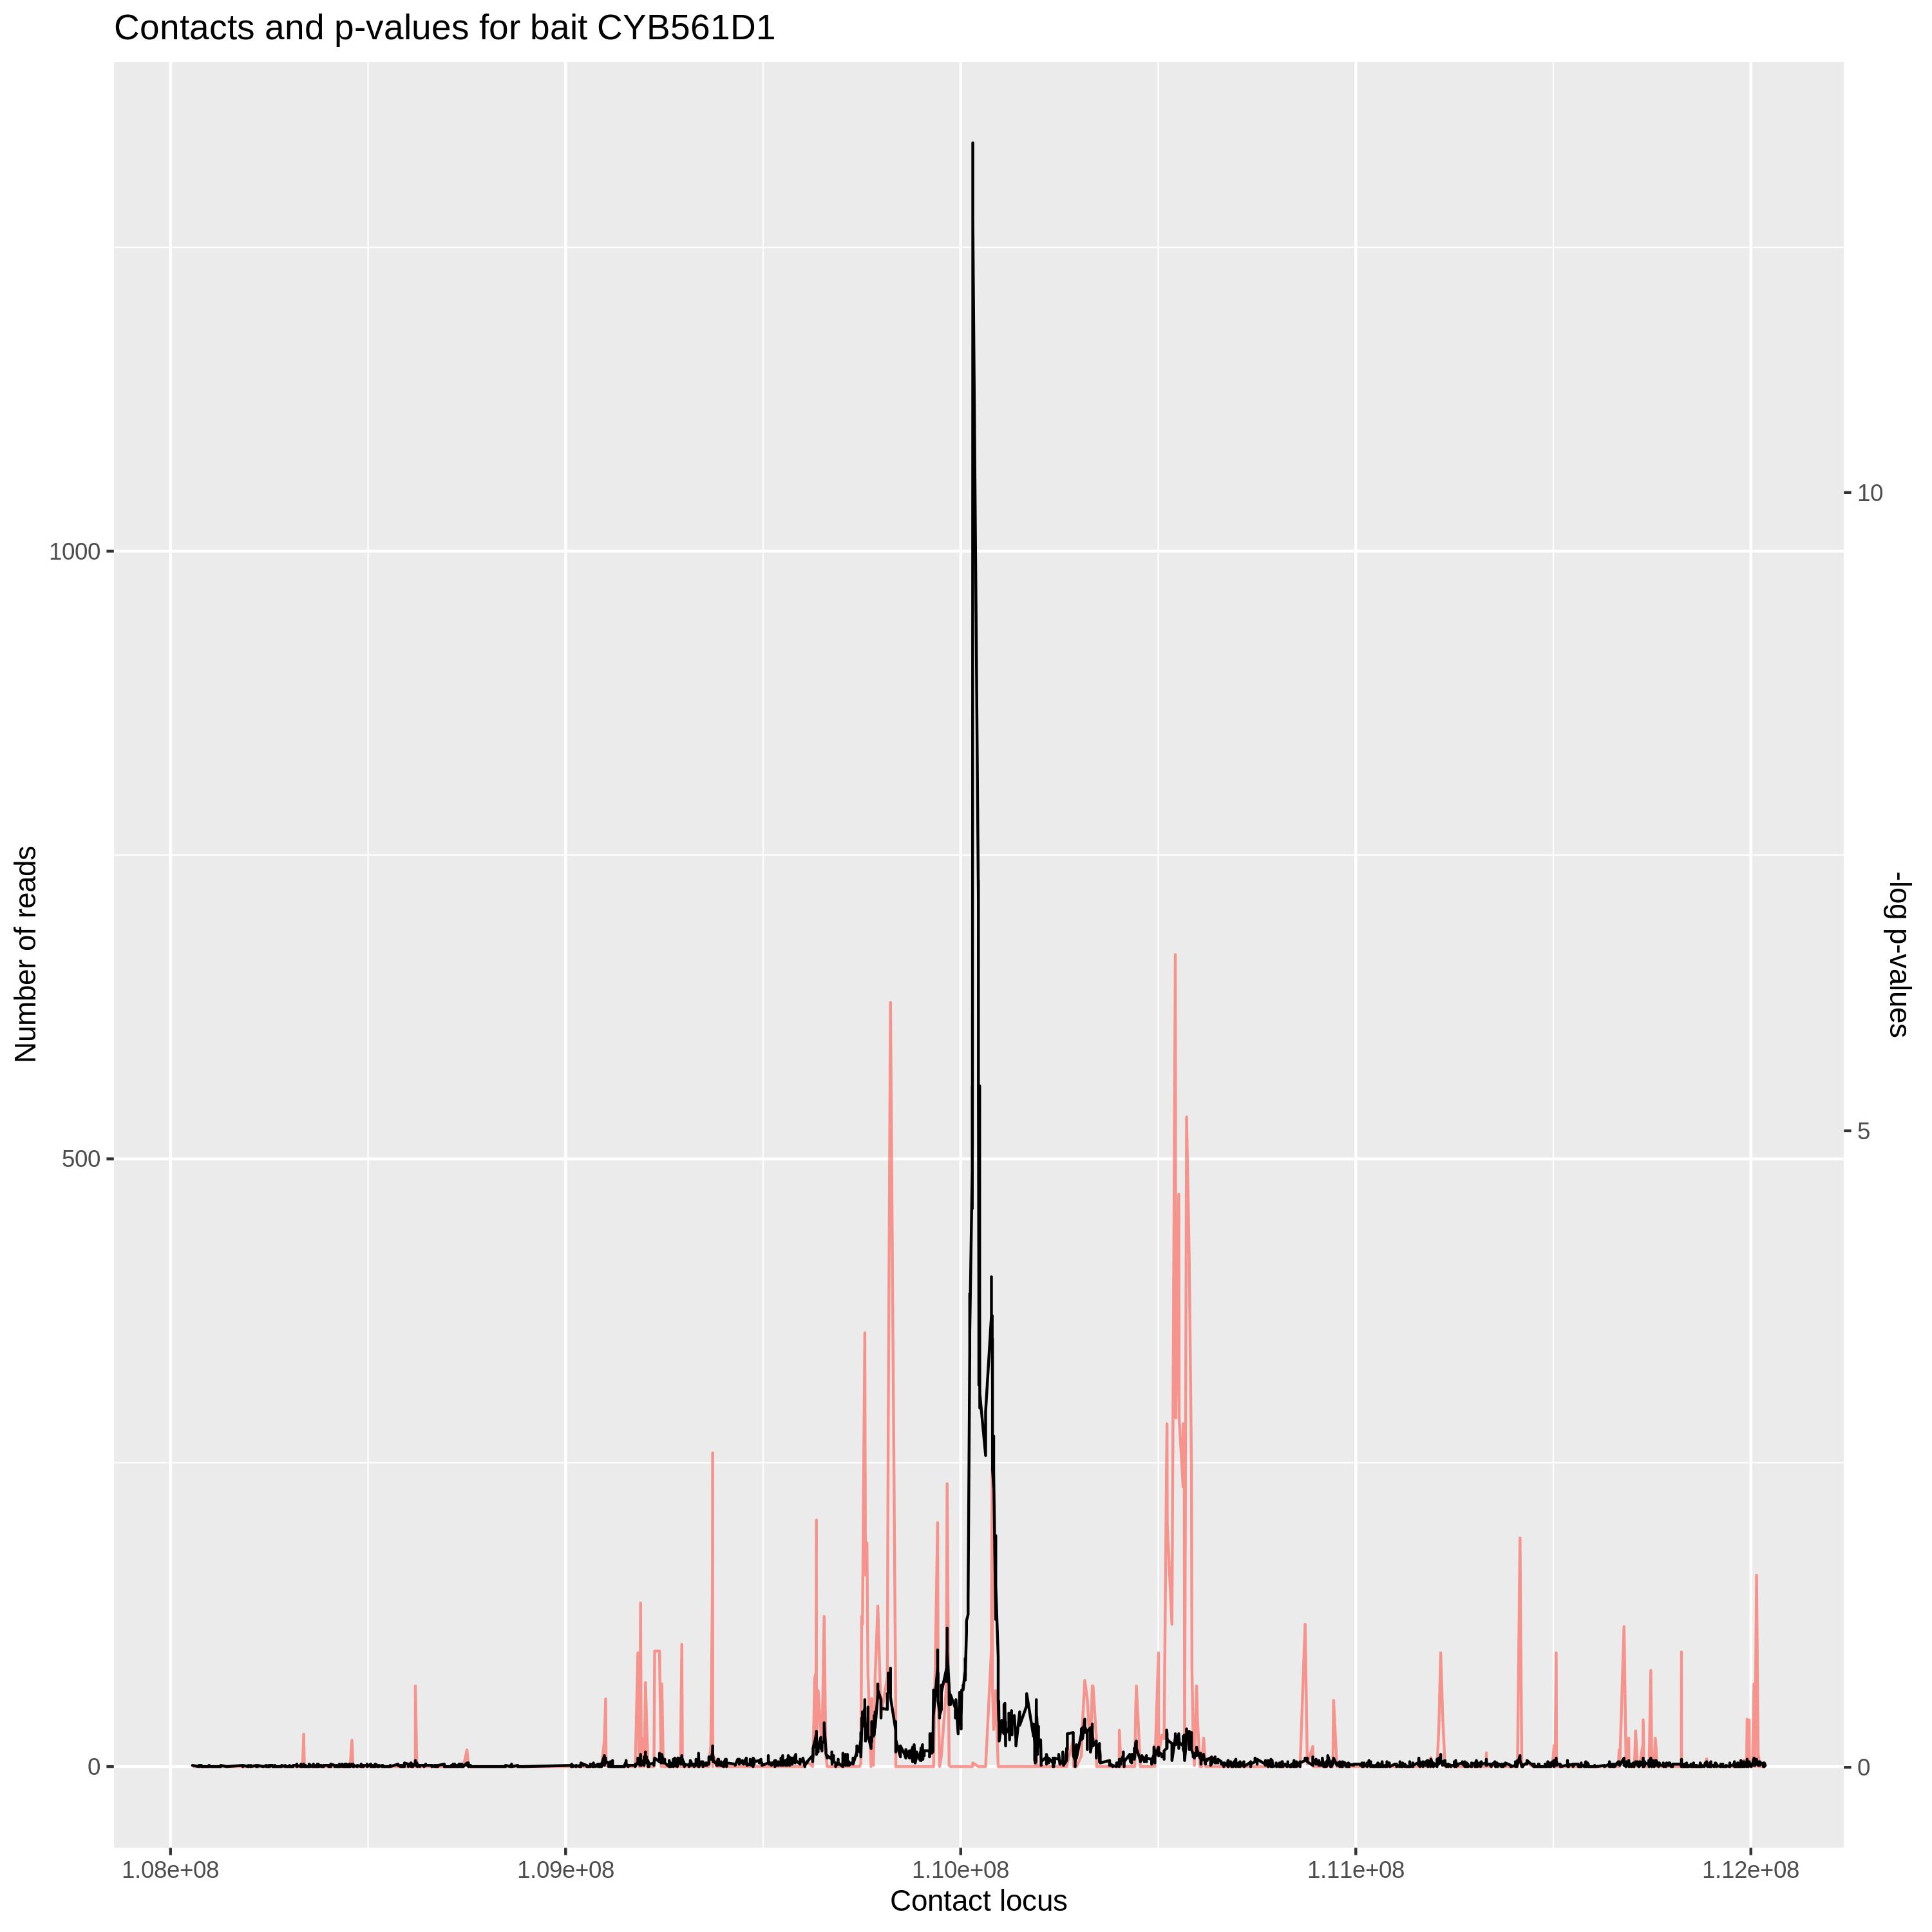 Contacts and p-values for bait CYB561D1
1000
500
0
10
5
0
Number of reads
-log p-values
1.08e+08
1.09e+08
1.10e+08
1.11e+08
1.12e+08
Contact locus